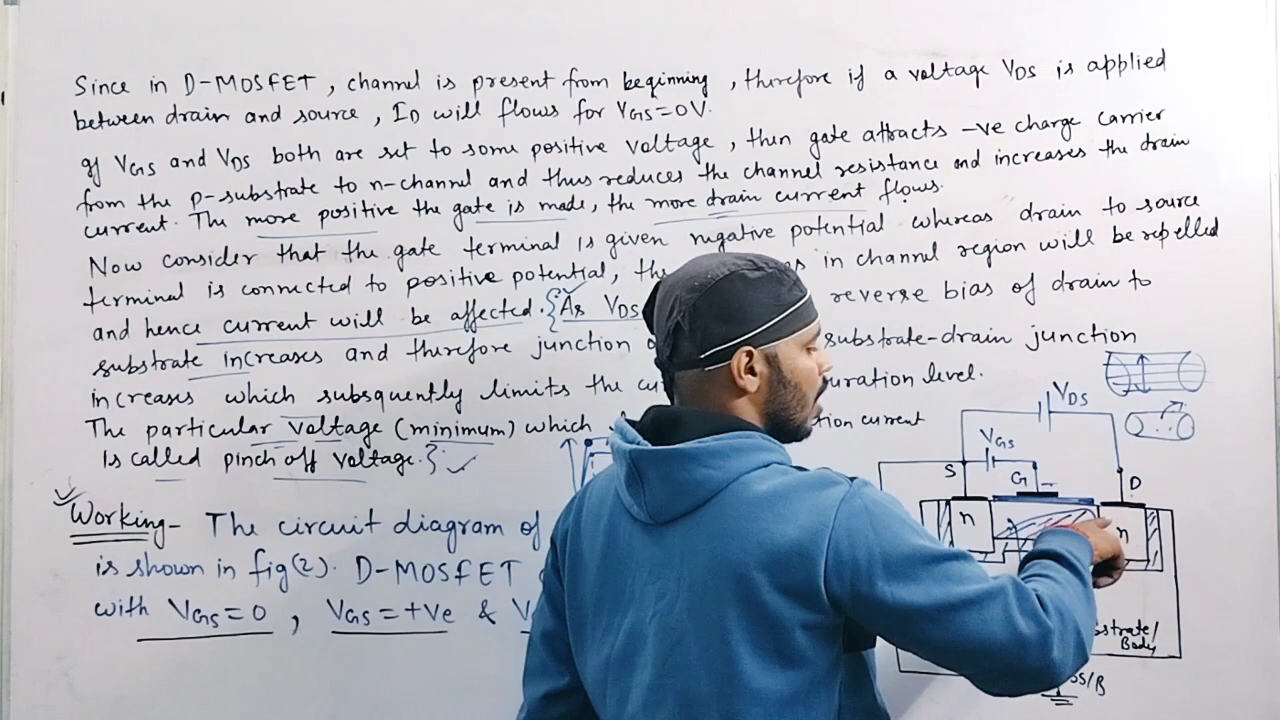 Since in D-MOSFET, channel is present from beginning, therefore if a voltage VDS is applied
between drain and source, ID will flows for VGS=0V.
If VGS and VDS both are set to some positive voltage, then gate attracts -ve charge carrier
from the p-substrate to n-channel and thus reduces the channel resistance and increases the drain
current. The more positive the gate is made, the more drain current flows.
Now consider that the gate terminal is given negative potential whereas drain to source
terminal is connected to positive potential, the in channel region will be repelled
and hence current will be affected. {As VDS reverse bias of drain to
substrate increases and therefore junction substrate-drain junction
increases which subsquently limits the level.
The particular voltage (minimum) which current
is called pinch off voltage.}
Working- The circuit diagram of
is shown in fig(2). D-MOSFET
with VGS=0, VGS=+Ve &
VDS
VGS
S
G
-
D
n
n
Body
SS/B